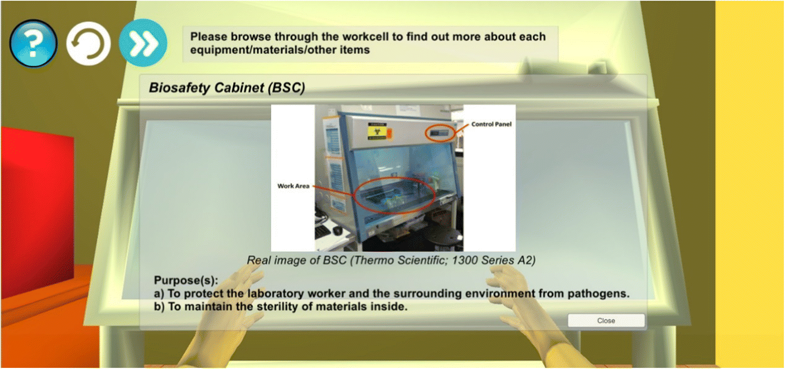 ?
Please browse through the workcell to find out more about each
equipment/materials/other items
Biosafety Cabinet (BSC)
Control Panel
Work Area
Real image of BSC (Thermo Scientific; 1300 Series A2)
Purpose(s):
a) To protect the laboratory worker and the surrounding environment from pathogens.
b) To maintain the sterility of materials inside.
Close